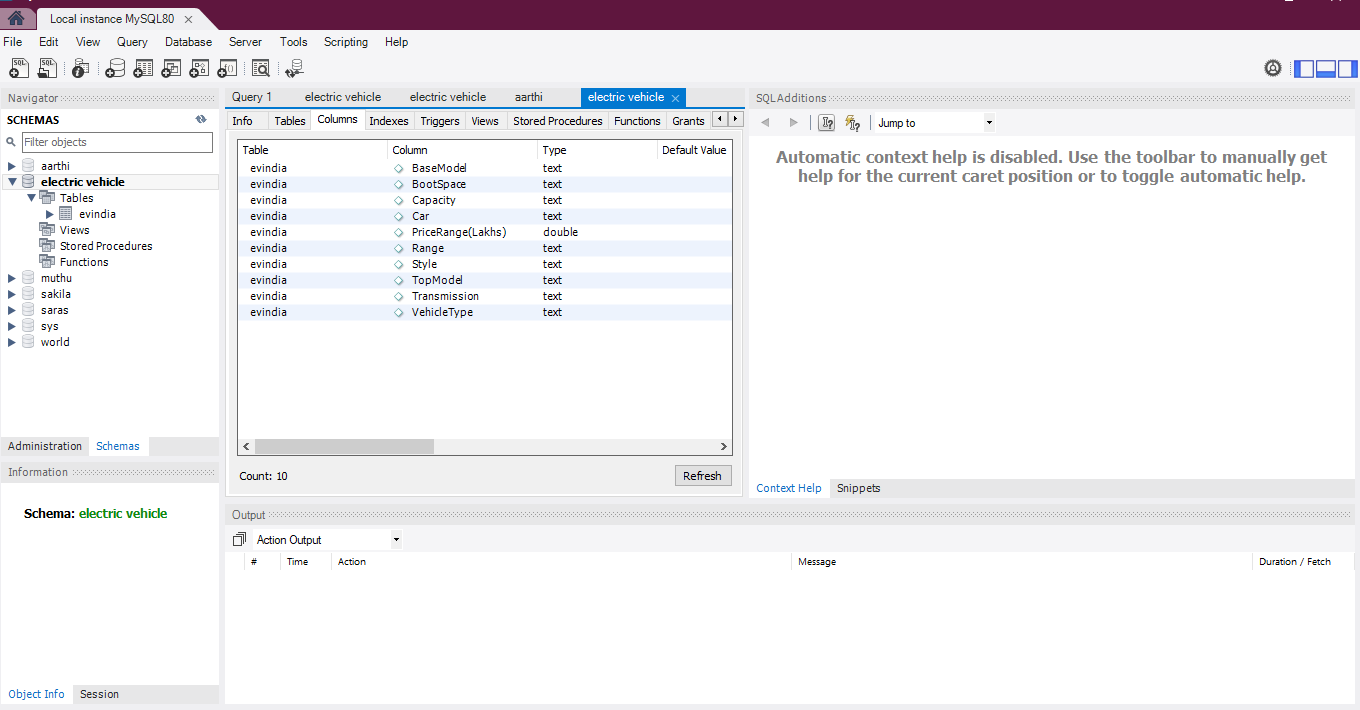 Local instance MySQL80
File Edit View Query Database Server Tools Scripting Help
Navigator
SCHEMAS
Filter objects
aarthi
electric vehicle
Tables
evindia
Views
Stored Procedures
Functions
muthu
sakila
saras
sys
world
Administration Schemas
Information
Schema: electric vehicle
Object Info Session
Query 1 electric vehicle electric vehicle aarthi electric vehicle
Info Tables Columns Indexes Triggers Views Stored Procedures Functions Grants
Table Column Type Default Value
evindia BaseModel text
evindia BootSpace text
evindia Capacity text
evindia Car text
evindia PriceRange(Lakhs) double
evindia Range text
evindia Style text
evindia TopModel text
evindia Transmission text
evindia VehicleType text
Count: 10 Refresh
SQLAdditions
Jump to
Automatic context help is disabled. Use the toolbar to manually get
help for the current caret position or to toggle automatic help.
Context Help Snippets
Output
Action Output
# Time Action Message Duration / Fetch